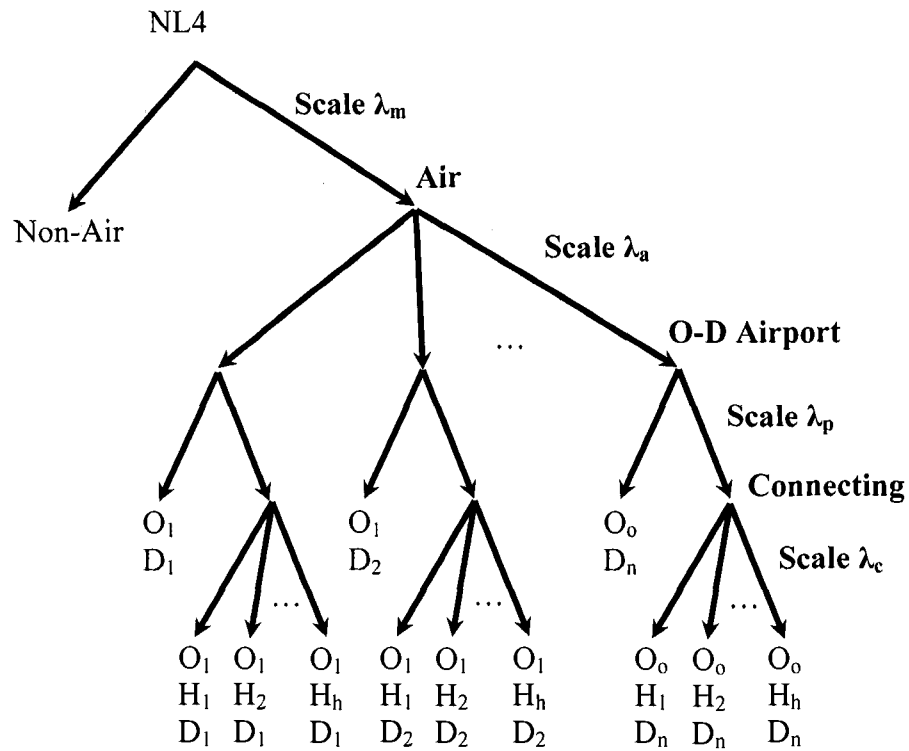 NL4
Scale λₘ
Air
Non-Air
Scale λₐ
...
O-D Airport
Scale λₚ
Connecting
O₁ O₁ Oₒ
D₁ D₂ Dₙ
Scale λ꜀
... ... ...
O₁ O₁ O₁ O₁ O₁ O₁ Oₒ Oₒ Oₒ
H₁ H₂ Hₕ H₁ H₂ Hₕ H₁ H₂ Hₕ
D₁ D₁ D₁ D₂ D₂ D₂ Dₙ Dₙ Dₙ